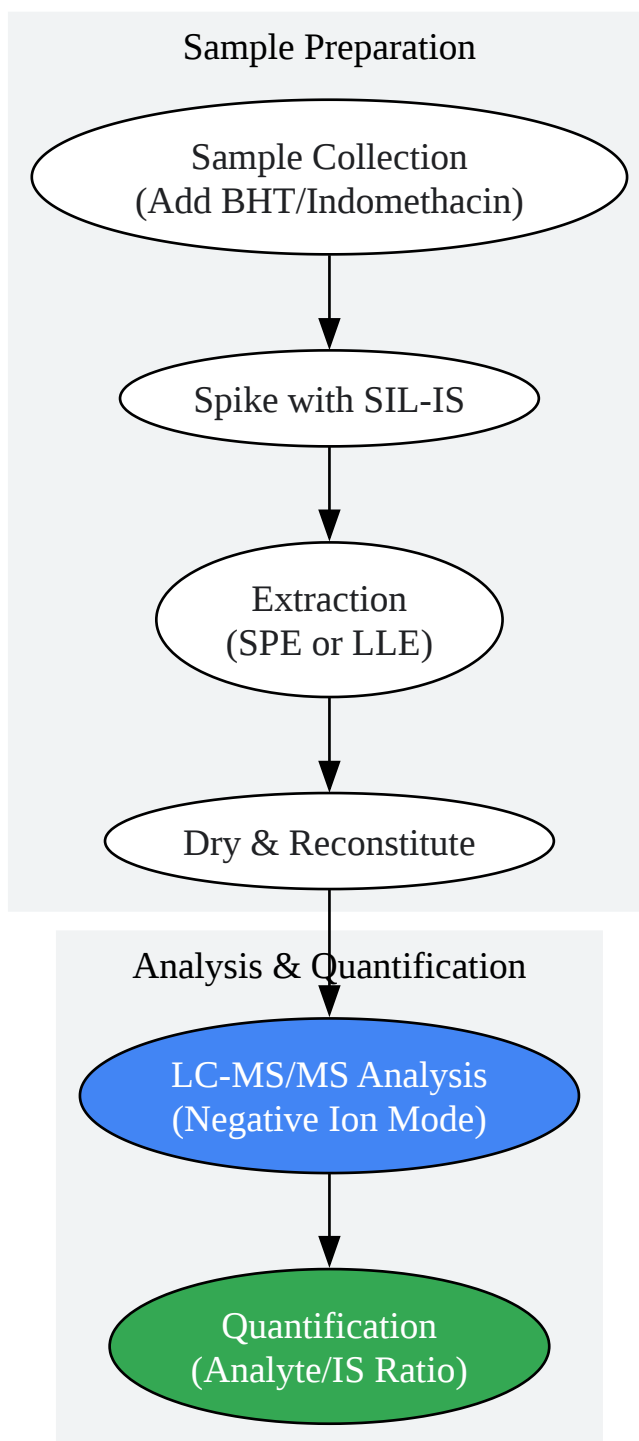 Sample Preparation
Sample Collection
(Add BHT/Indomethacin)
Spike with SIL-IS
Extraction
(SPE or LLE)
Dry & Reconstitute
Analysis & Quantification
LC-MS/MS Analysis
(Negative Ion Mode)
Quantification
(Analyte/IS Ratio)